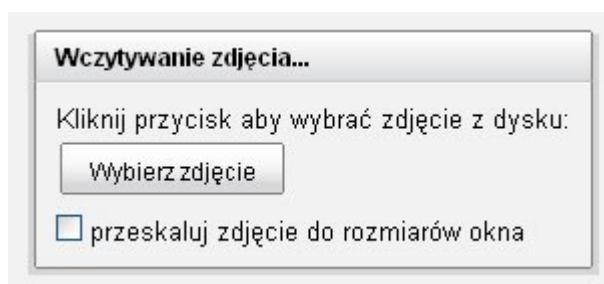 Wczytywanie zdjęcia...
Kliknij przycisk aby wybrać zdjęcie z dysku:
Wybierz zdjęcie
przeskaluj zdjęcie do rozmiarów okna